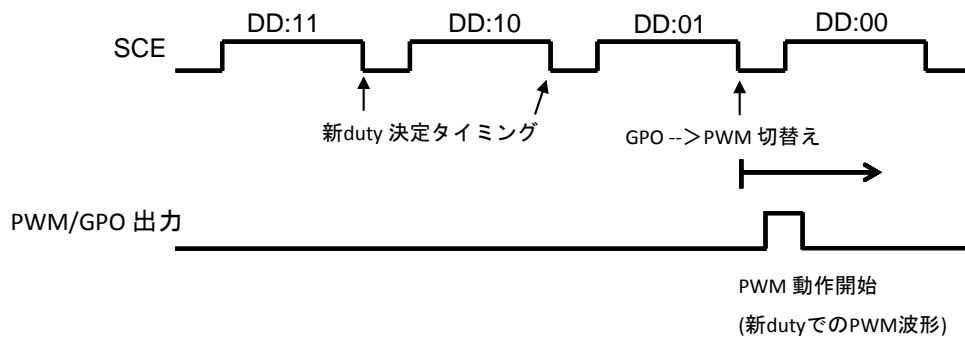 DD:11 DD:10 DD:01 DD:00
SCE
新duty 決定タイミング
GPO -->PWM 切替え
PWM/GPO 出力
PWM 動作開始
(新dutyでのPWM波形)